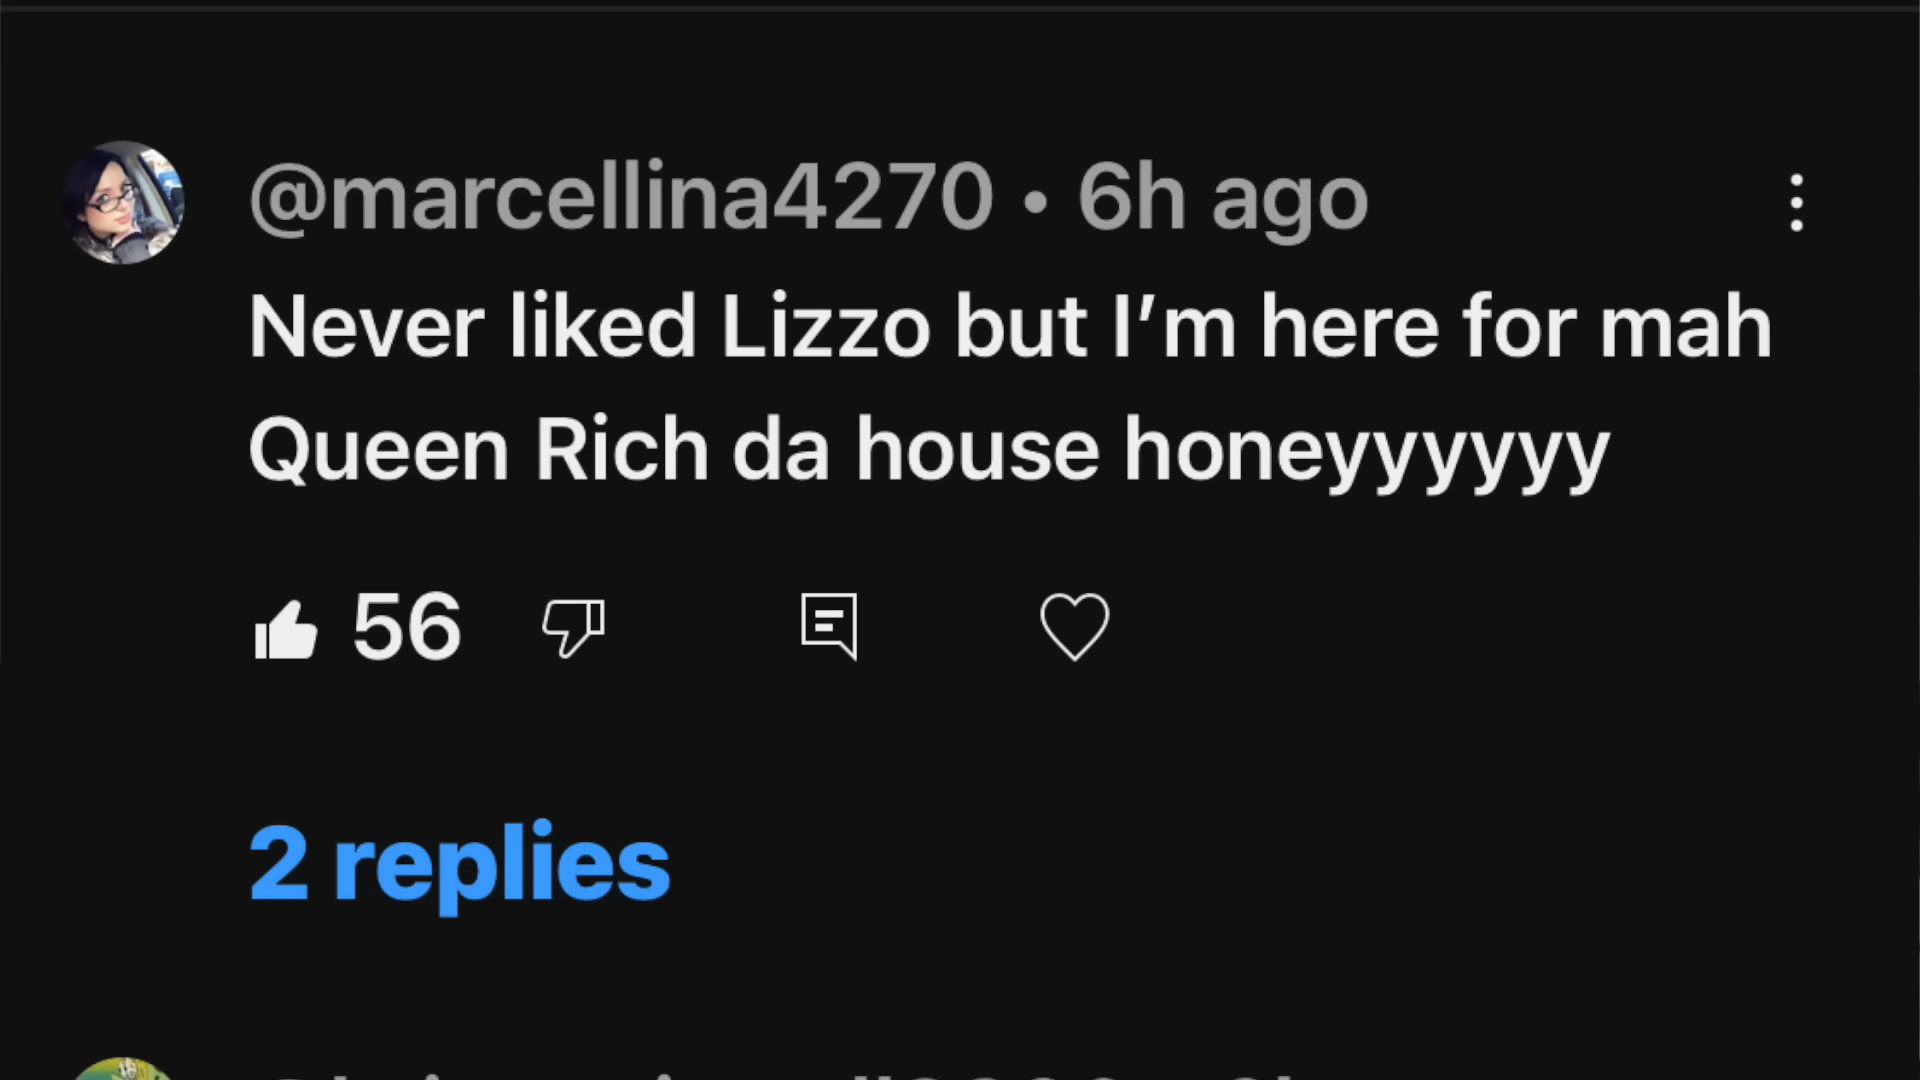 @marcellina4270 • 6h ago
Never liked Lizzo but I’m here for mah
Queen Rich da house honeyyyyyy
56
2 replies